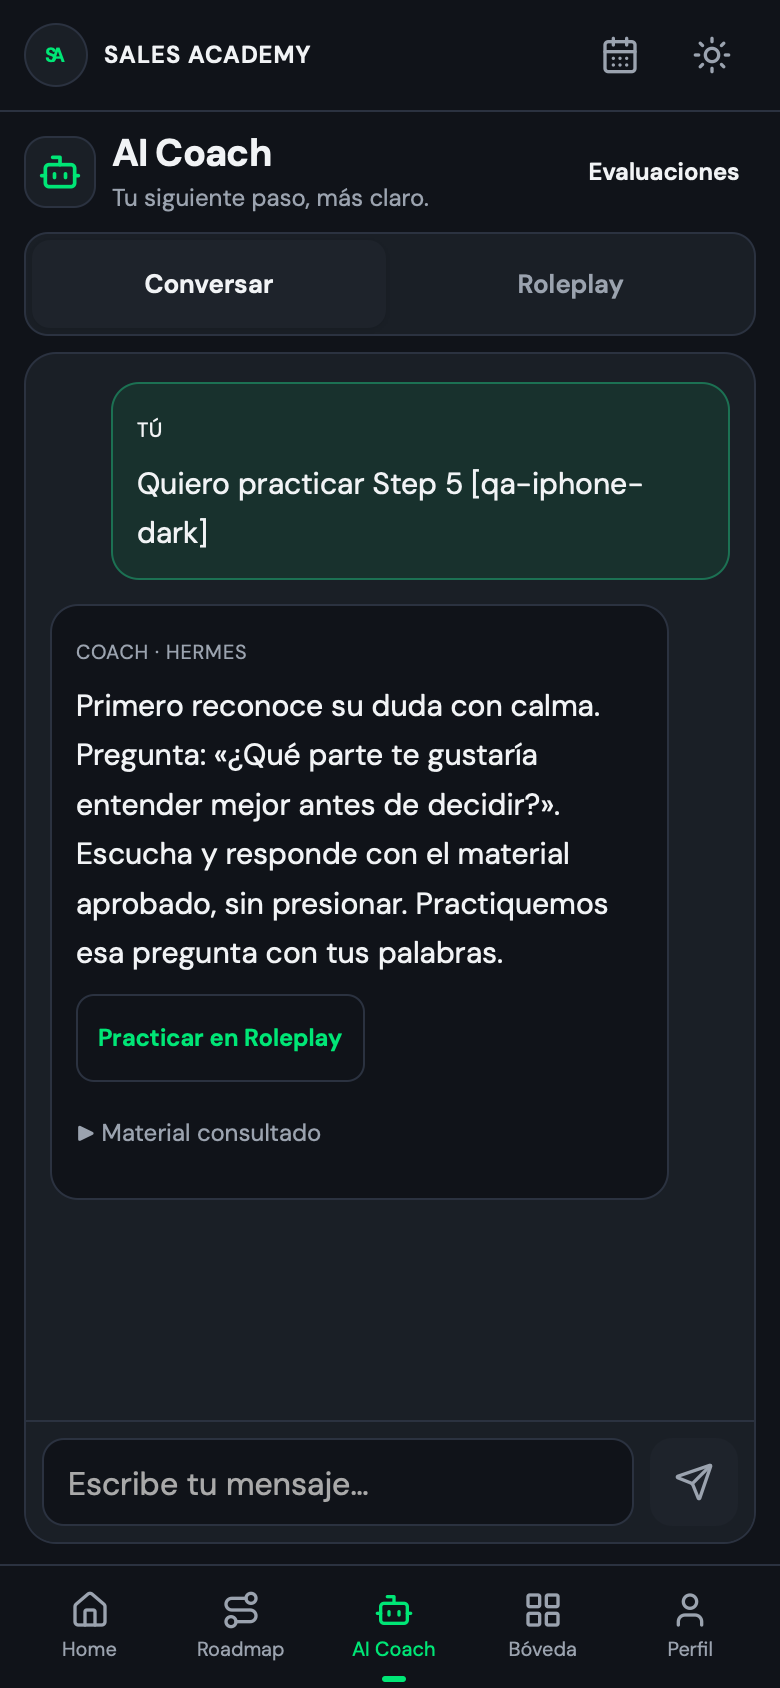 SA SALES ACADEMY
AI Coach
Tu siguiente paso, más claro.
Evaluaciones
Conversar
Roleplay
TÚ
Quiero practicar Step 5 [qa-iphone-
dark]
COACH · HERMES
Primero reconoce su duda con calma.
Pregunta: «¿Qué parte te gustaría
entender mejor antes de decidir?».
Escucha y responde con el material
aprobado, sin presionar. Practiquemos
esa pregunta con tus palabras.
Practicar en Roleplay
Material consultado
Escribe tu mensaje...
Home
Roadmap
AI Coach
Bóveda
Perfil